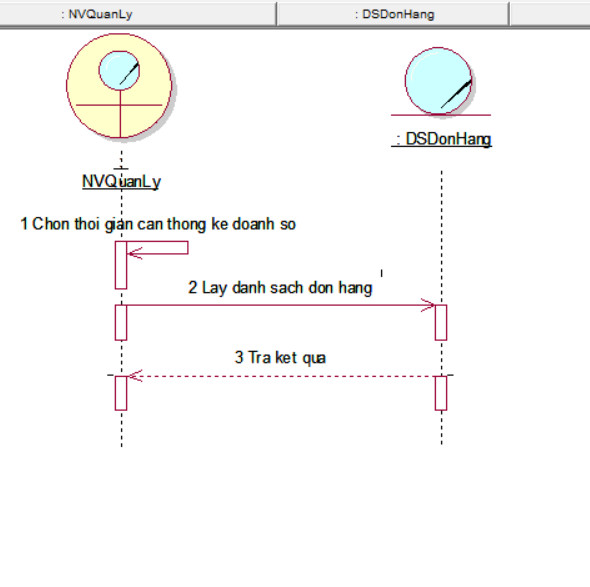 : NVQuanLy
: DSDonHang
: DSDonHang
NVQuanLy
1 Chon thoi gian can thong ke doanh so
2 Lay danh sach don hang
3 Tra ket qua